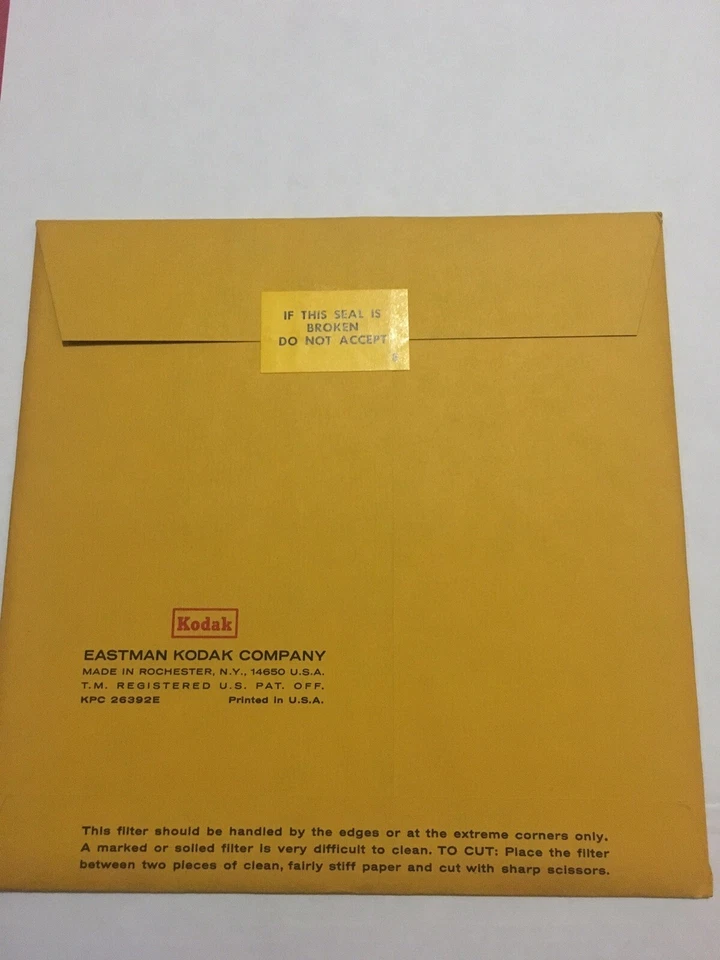 IF THIS SEAL IS
BROKEN
DO NOT ACCEPT
Kodak
EASTMAN KODAK COMPANY
MADE IN ROCHESTER, N.Y., 14650 U.S.A.
T.M. REGISTERED U.S. PAT. OFF.
KPC 26392E Printed in U.S.A.
This filter should be handled by the edges or at the extreme corners only.
A marked or soiled filter is very difficult to clean. TO CUT: Place the filter
between two pieces of clean, fairly stiff paper and cut with sharp scissors.